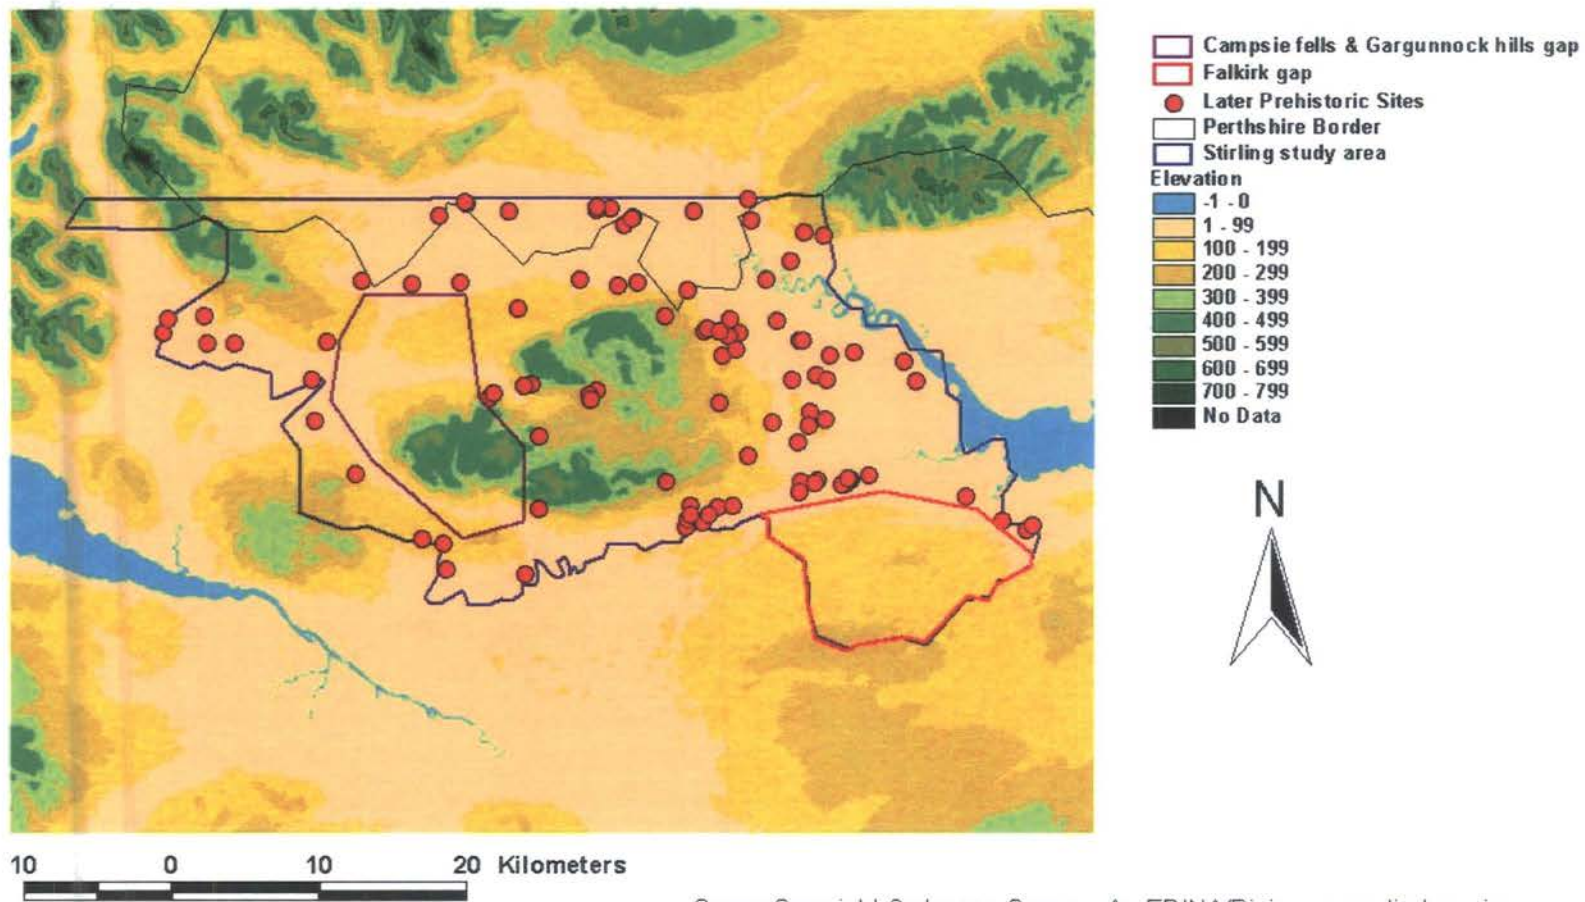 Campsie fells & Gargunnock hills gap
Falkirk gap
Later Prehistoric Sites
Perthshire Border
Stirling study area
Elevation
-1 - 0
1 - 99
100 - 199
200 - 299
300 - 399
400 - 499
500 - 599
600 - 699
700 - 799
No Data
N
10 0 10 20 Kilometers